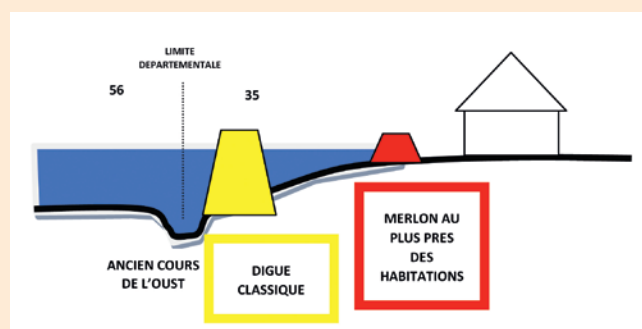 LIMITE
DEPARTEMENTALE
56
35
ANCIEN COURS
DE L'OUST
DIGUE
CLASSIQUE
MERLON AU
PLUS PRES
DES
HABITATIONS